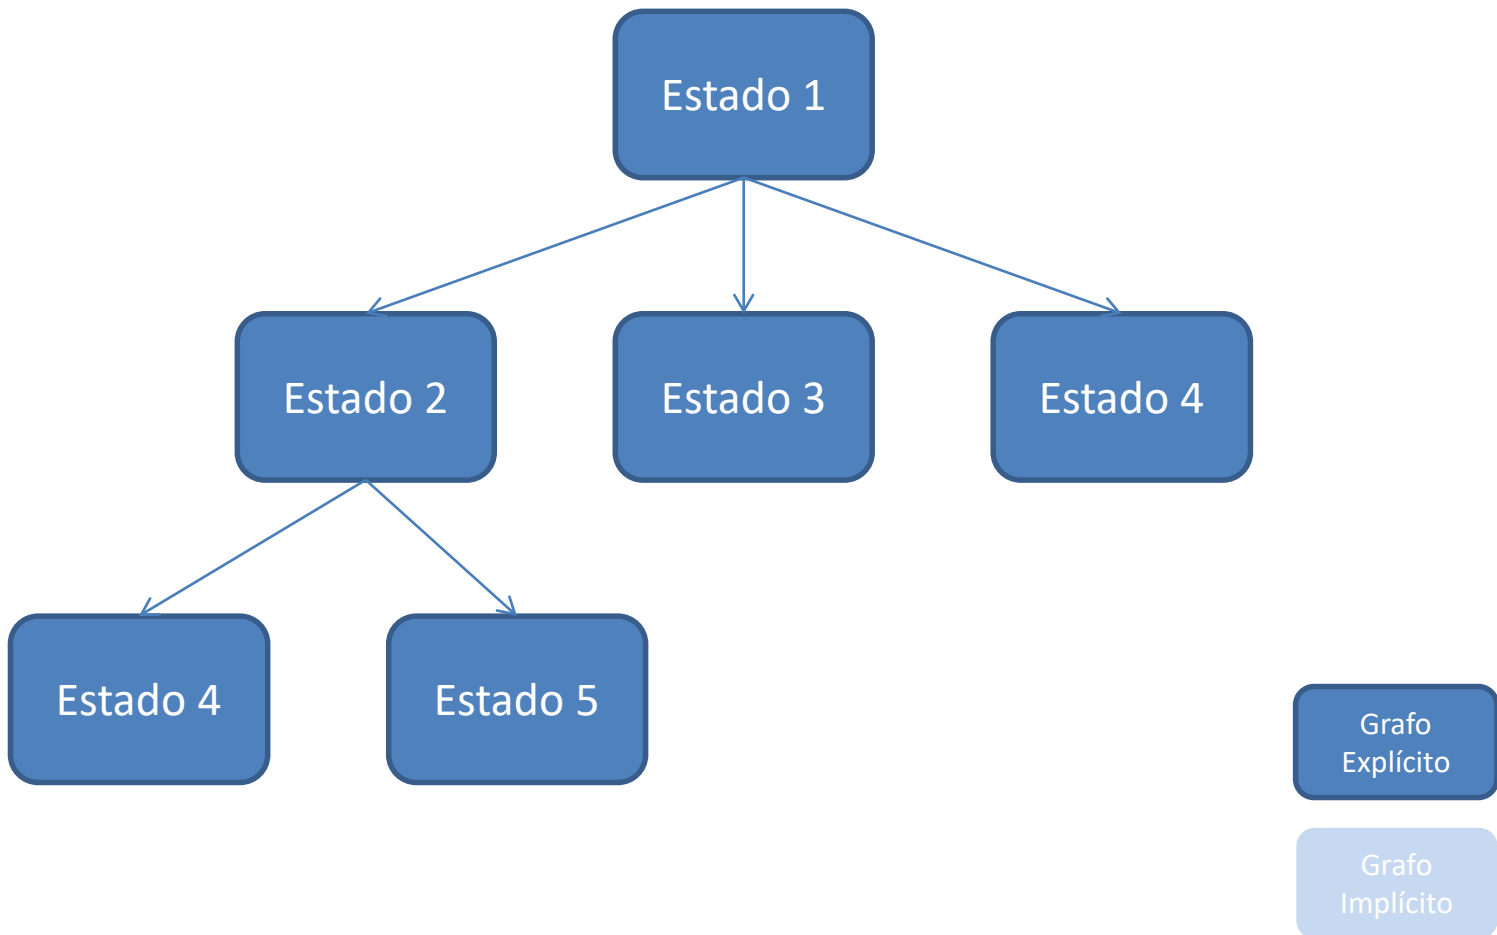 Estado 1
Estado 2
Estado 3
Estado 4
Estado 4
Estado 5
Grafo
Explícito
Grafo
Implícito